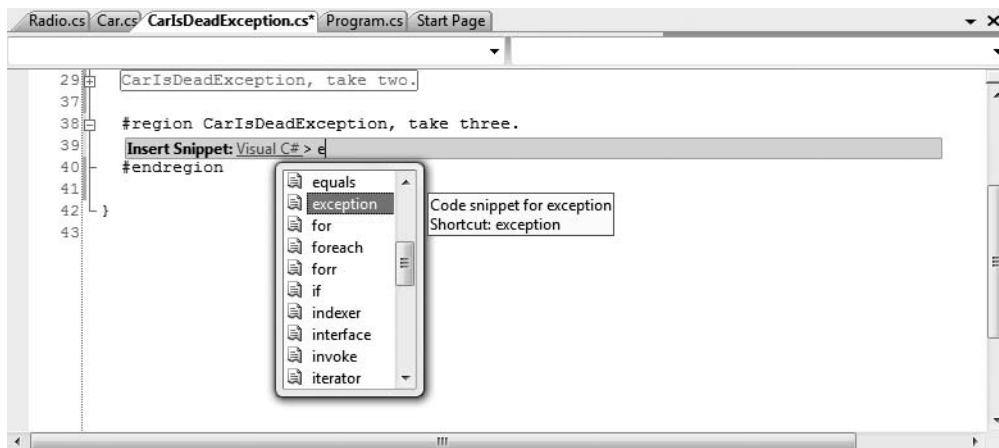 Radio.cs Car.cs CarIsDeadException.cs* Program.cs Start Page
29 CarIsDeadException, take two.
37
38 #region CarIsDeadException, take three.
39 Insert Snippet: Visual C# > e
40 #endregion
equals
41
exception Code snippet for exception
42 }
Shortcut: exception
for
43
foreach
forr
if
indexer
interface
invoke
iterator